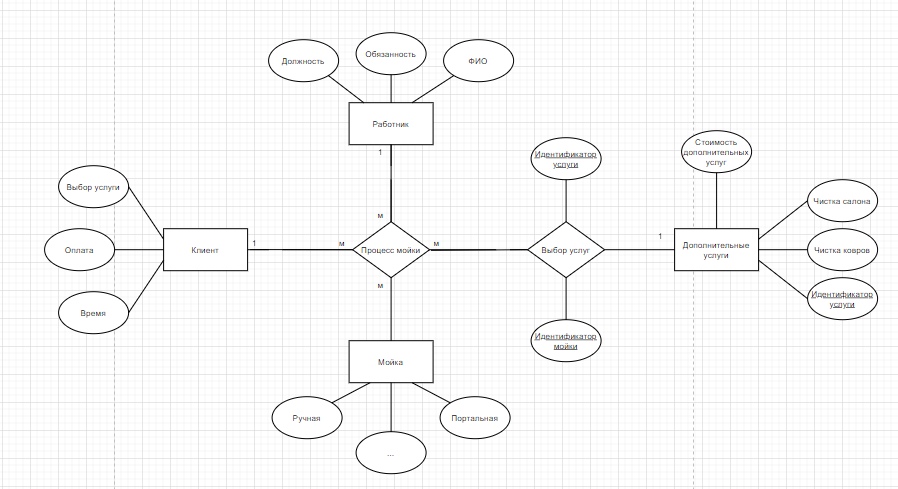 Должность
Обязанность
ФИО
Работник
1
м
Идентификатор
услуги
Стоимость
дополнительных
услуг
Выбор услуги
Чистка салона
Оплата
Клиент
1
м
Процесс мойки
м
Выбор услуг
1
Дополнительные
услуги
Чистка ковров
Время
м
Идентификатор
услуги
Идентификатор
мойки
Мойка
Ручная
Портальная
...